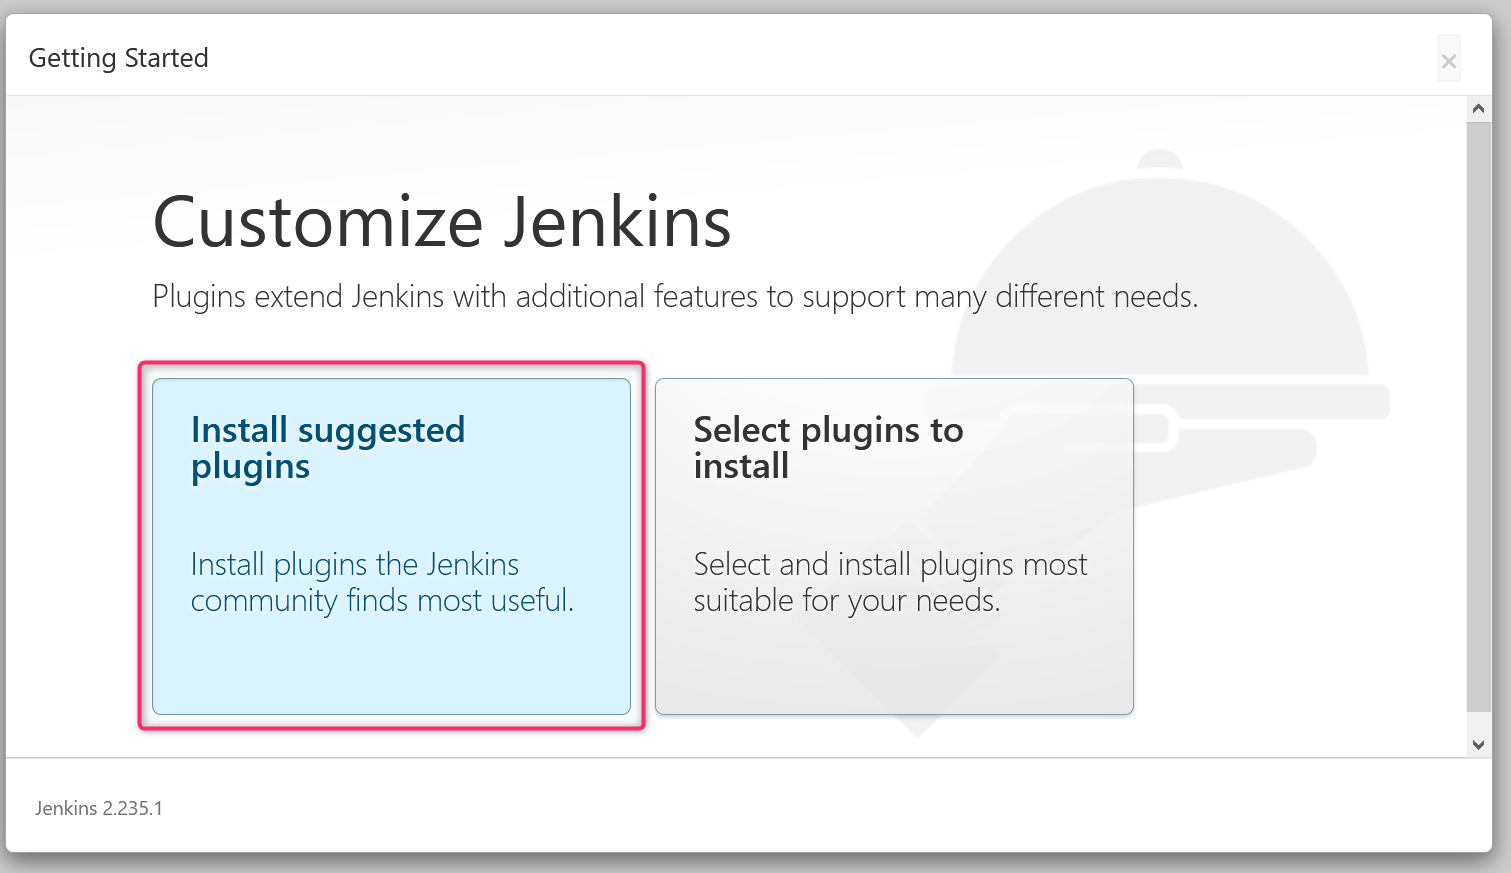 Getting Started
Customize Jenkins
Plugins extend Jenkins with additional features to support many different needs.
Install suggested
plugins
Install plugins the Jenkins
community finds most useful.
Select plugins to
install
Select and install plugins most
suitable for your needs.
Jenkins 2.235.1